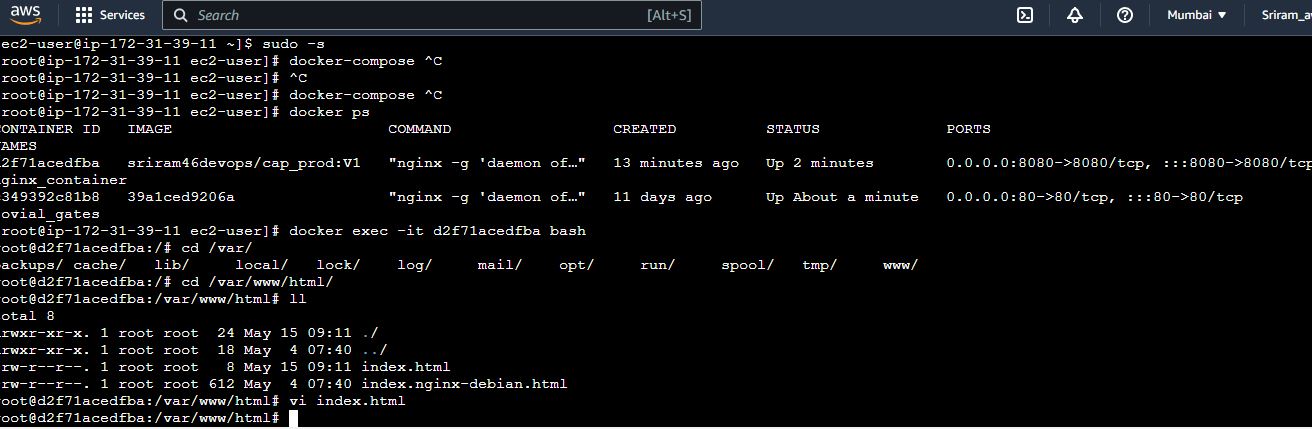 aws Services Search [Alt+S] Mumbai ▼ Sriram_a
ec2-user@ip-172-31-39-11 ~]$ sudo -s
root@ip-172-31-39-11 ec2-user]# docker-compose ^C
root@ip-172-31-39-11 ec2-user]# ^C
root@ip-172-31-39-11 ec2-user]# docker-compose ^C
root@ip-172-31-39-11 ec2-user]# docker ps
ONTAINER ID   IMAGE                           COMMAND                  CREATED          STATUS              PORTS
AMES
2f71acedfba   sriram46devops/cap_prod:V1   "nginx -g 'daemon of…"   13 minutes ago   Up 2 minutes        0.0.0.0:8080->8080/tcp, :::8080->8080/tcp
ginx_container
349392c81b8   39a1ced9206a                 "nginx -g 'daemon of…"   11 days ago      Up About a minute   0.0.0.0:80->80/tcp, :::80->80/tcp
ovial_gates
root@ip-172-31-39-11 ec2-user]# docker exec -it d2f71acedfba bash
root@d2f71acedfba:/# cd /var/
backups/ cache/   lib/     local/   lock/    log/     mail/    opt/     run/     spool/   tmp/     www/
root@d2f71acedfba:/# cd /var/www/html/
root@d2f71acedfba:/var/www/html# ll
otal 8
rwxr-xr-x. 1 root root  24 May 15 09:11 ./
rwxr-xr-x. 1 root root  18 May  4 07:40 ../
rw-r--r--. 1 root root   8 May 15 09:11 index.html
rw-r--r--. 1 root root 612 May  4 07:40 index.nginx-debian.html
root@d2f71acedfba:/var/www/html# vi index.html
root@d2f71acedfba:/var/www/html#